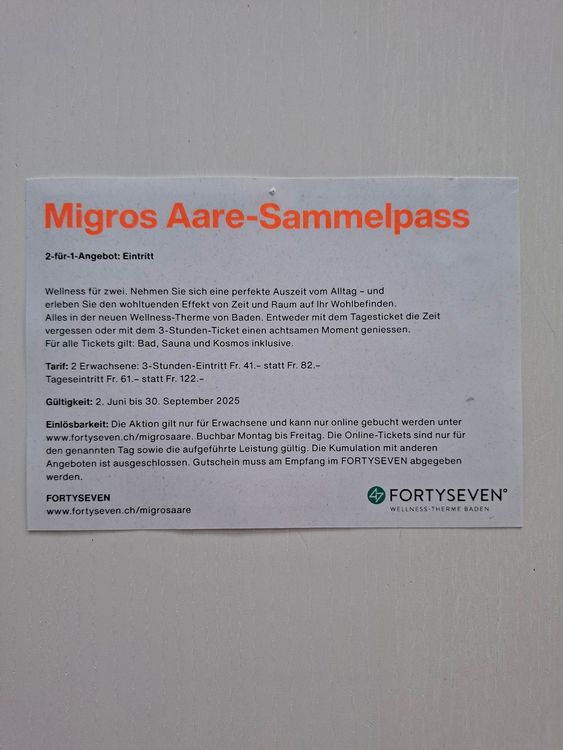 Migros Aare-Sammelpass
2-für-1-Angebot: Eintritt
Wellness für zwei. Nehmen Sie sich eine perfekte Auszeit vom Alltag – und
erleben Sie den wohltuenden Effekt von Zeit und Raum auf Ihr Wohlbefinden.
Alles in der neuen Wellness-Therme von Baden. Entweder mit dem Tagesticket die Zeit
vergessen oder mit dem 3-Stunden-Ticket einen achtsamen Moment geniessen.
Für alle Tickets gilt: Bad, Sauna und Kosmos inklusive.
Tarif: 2 Erwachsene: 3-Stunden-Eintritt Fr. 41.– statt Fr. 82.–
Tageseintritt Fr. 61.– statt Fr. 122.–
Gültigkeit: 2. Juni bis 30. September 2025
Einlösbarkeit: Die Aktion gilt nur für Erwachsene und kann nur online gebucht werden unter
www.fortyseven.ch/migrosaare. Buchbar Montag bis Freitag. Die Online-Tickets sind nur für
den genannten Tag sowie die aufgeführte Leistung gültig. Die Kumulation mit anderen
Angeboten ist ausgeschlossen. Gutschein muss am Empfang im FORTYSEVEN abgegeben
werden.
FORTYSEVEN
www.fortyseven.ch/migrosaare
47 FORTYSEVEN°
WELLNESS-THERME BADEN